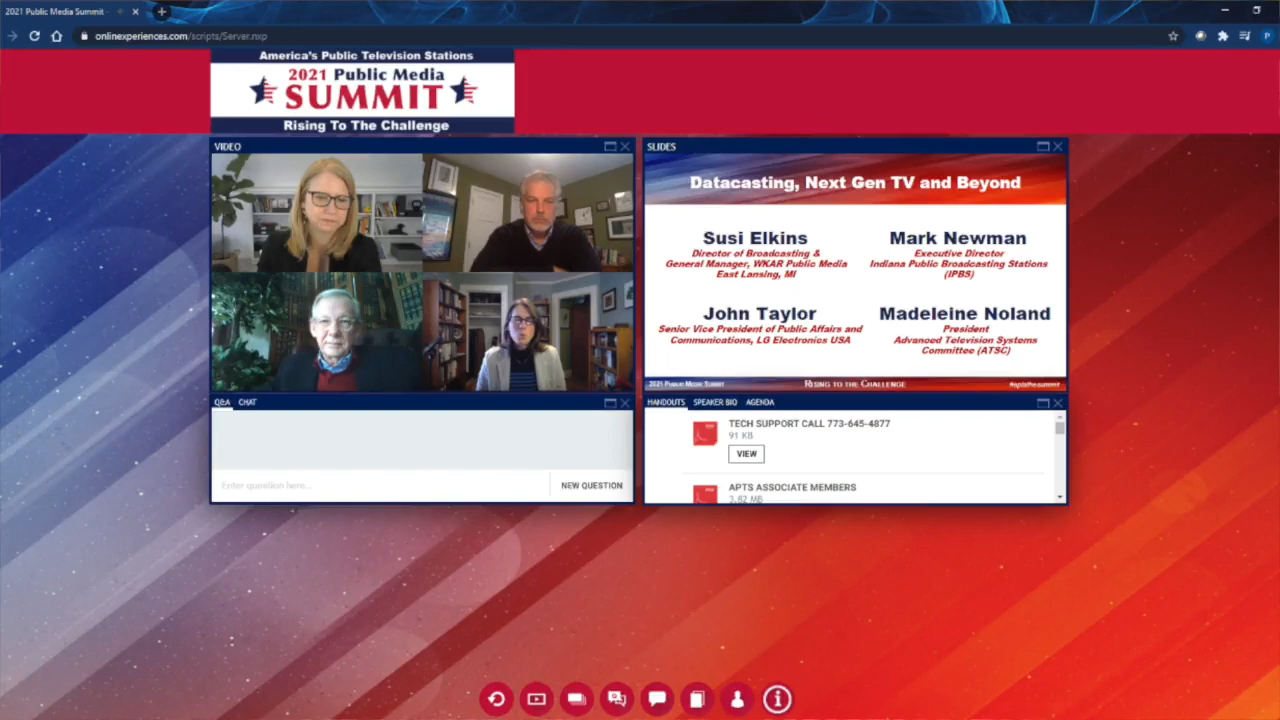 2021 Public Media Summit -
onlinexperiences.com/scripts/Server.nxp
P
America's Public Television Stations
2021 Public Media
SUMMIT
Rising To The Challenge
VIDEO
SLIDES
Datacasting, Next Gen TV and Beyond
Susi Elkins
Director of Broadcasting &
General Manager, WKAR Public Media
East Lansing, MI
Mark Newman
Executive Director
Indiana Public Broadcasting Stations
(IPBS)
John Taylor
Senior Vice President of Public Affairs and
Communications, LG Electronics USA
Madeleine Noland
President
Advanced Television Systems
Committee (ATSC)
2021 Public Media Summit
Rising to the Challenge
#aptsthesummit
Q&A CHAT
Enter question here...
NEW QUESTION
HANDOUTS SPEAKER BIO AGENDA
TECH SUPPORT CALL 773-645-4877
91 KB
VIEW
APTS ASSOCIATE MEMBERS
3.82 MB